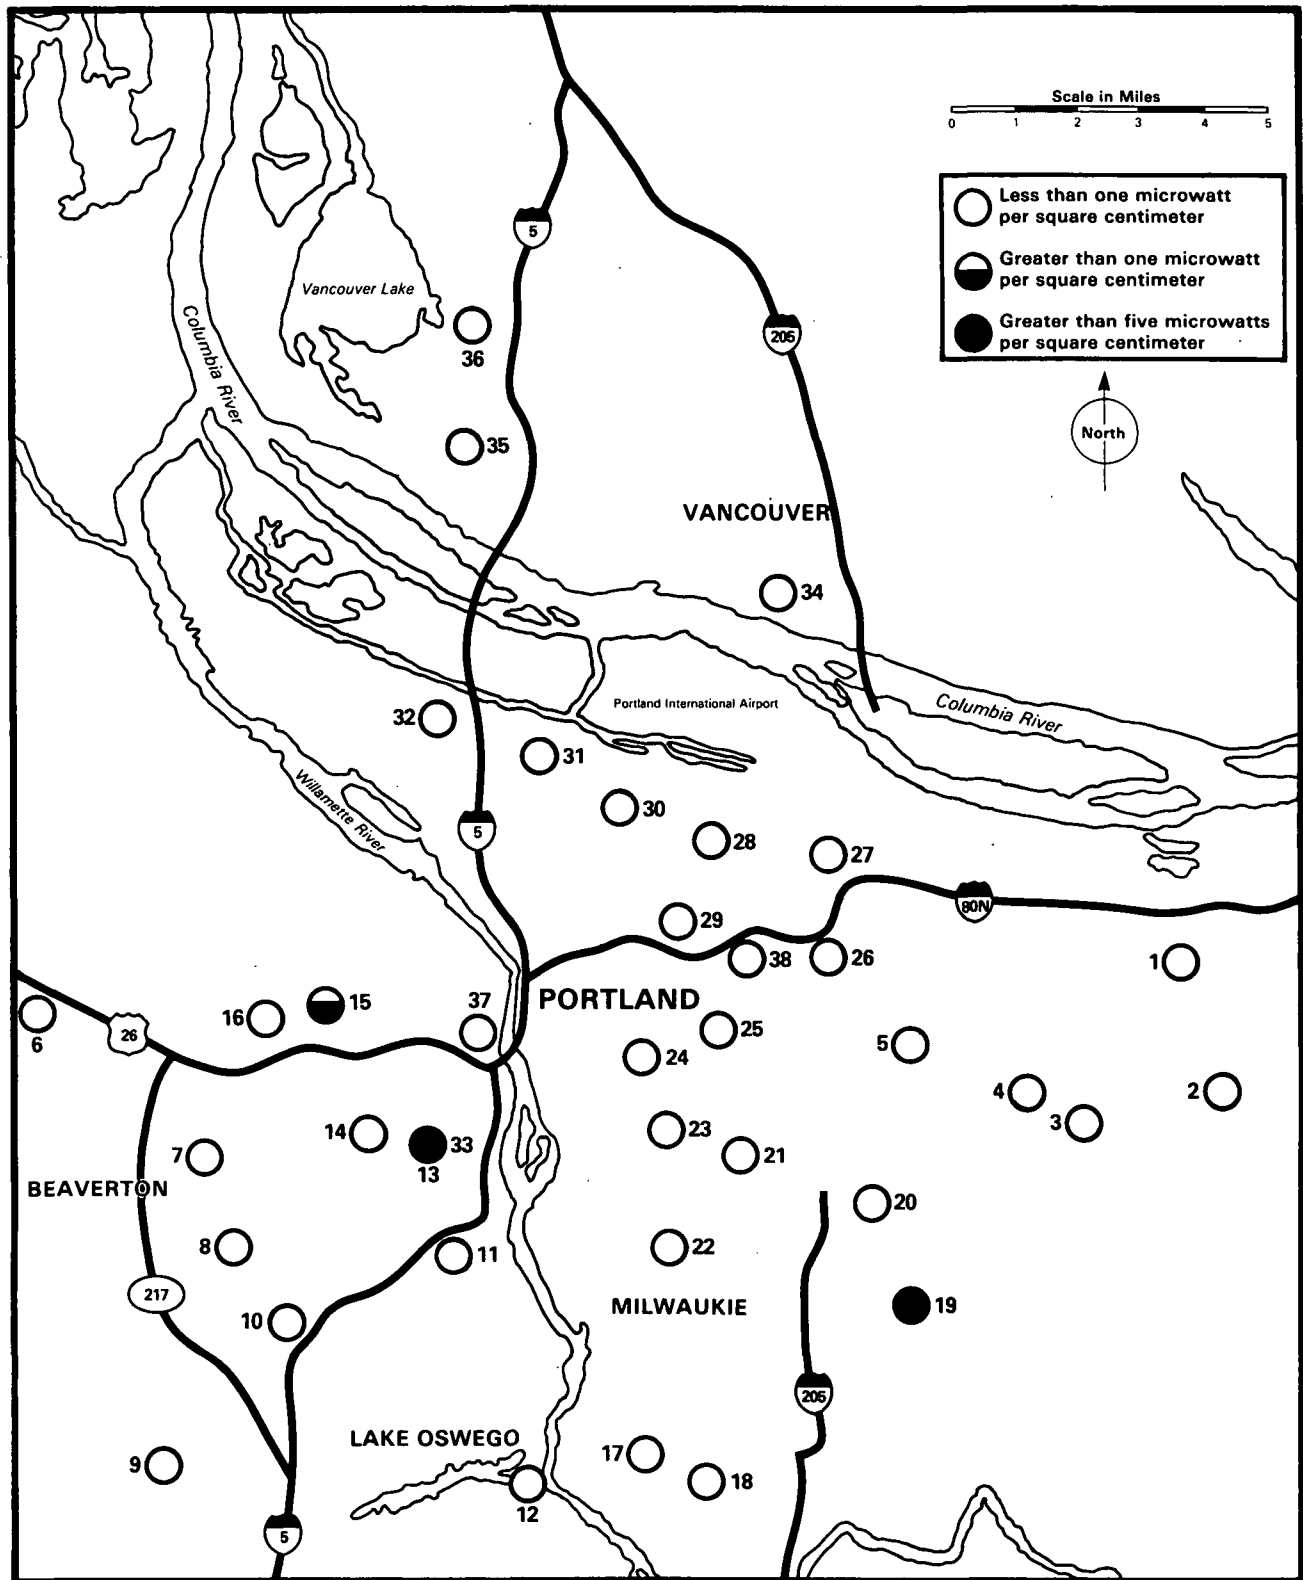 Scale in Miles
0 1 2 3 4 5
Less than one microwatt
per square centimeter
Greater than one microwatt
per square centimeter
Greater than five microwatts
per square centimeter
5
Vancouver Lake
Columbia River
205
36
North
35
VANCOUVER
34
Portland International Airport
Columbia River
32
31
Willamette River
30
5
28
27
80N
29
38
26
1
PORTLAND
15
37
16
6
26
25
5
24
4
2
3
14
33
13
23
21
7
BEAVERTON
20
8
11
22
217
MILWAUKIE
19
10
205
LAKE OSWEGO
17
9
18
12
5